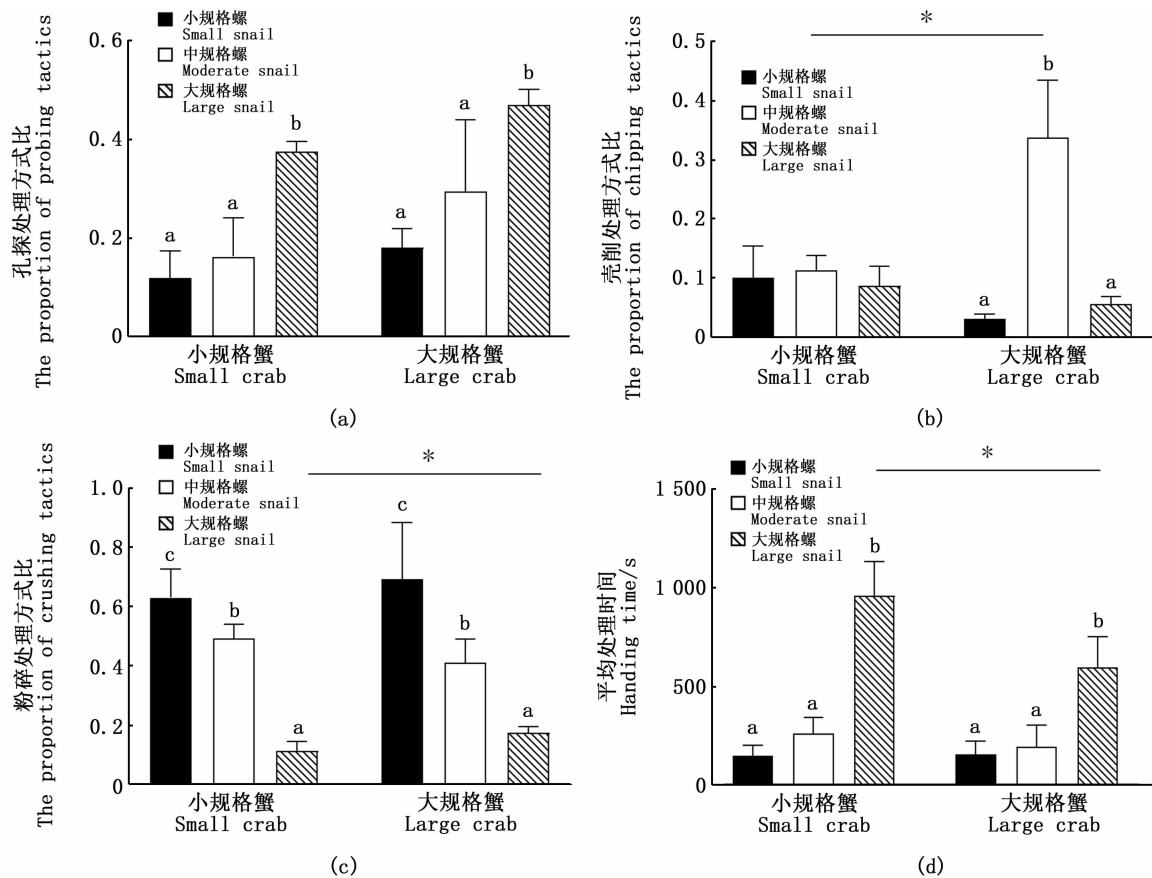 小规格螺
Small snail
中规格螺
Moderate snail
大规格螺
Large snail
孔探处理方式比
The proportion of probing tactics
0.6
0.4
0.2
0
a
a
b
a
a
b
小规格蟹
Small crab
大规格蟹
Large crab
(a)
*
小规格螺
Small snail
中规格螺
Moderate snail
大规格螺
Large snail
壳削处理方式比
The proportion of chipping tactics
0.5
0.4
0.3
0.2
0.1
0
a
b
a
小规格蟹
Small crab
大规格蟹
Large crab
(b)
*
小规格螺
Small snail
中规格螺
Moderate snail
大规格螺
Large snail
粉碎处理方式比
The proportion of crushing tactics
1.0
0.8
0.6
0.4
0.2
0
c
b
a
c
b
a
小规格蟹
Small crab
大规格蟹
Large crab
(c)
*
小规格螺
Small snail
中规格螺
Moderate snail
大规格螺
Large snail
平均处理时间
Handing time/s
1 500
1 000
500
0
a
a
b
a
a
b
小规格蟹
Small crab
大规格蟹
Large crab
(d)